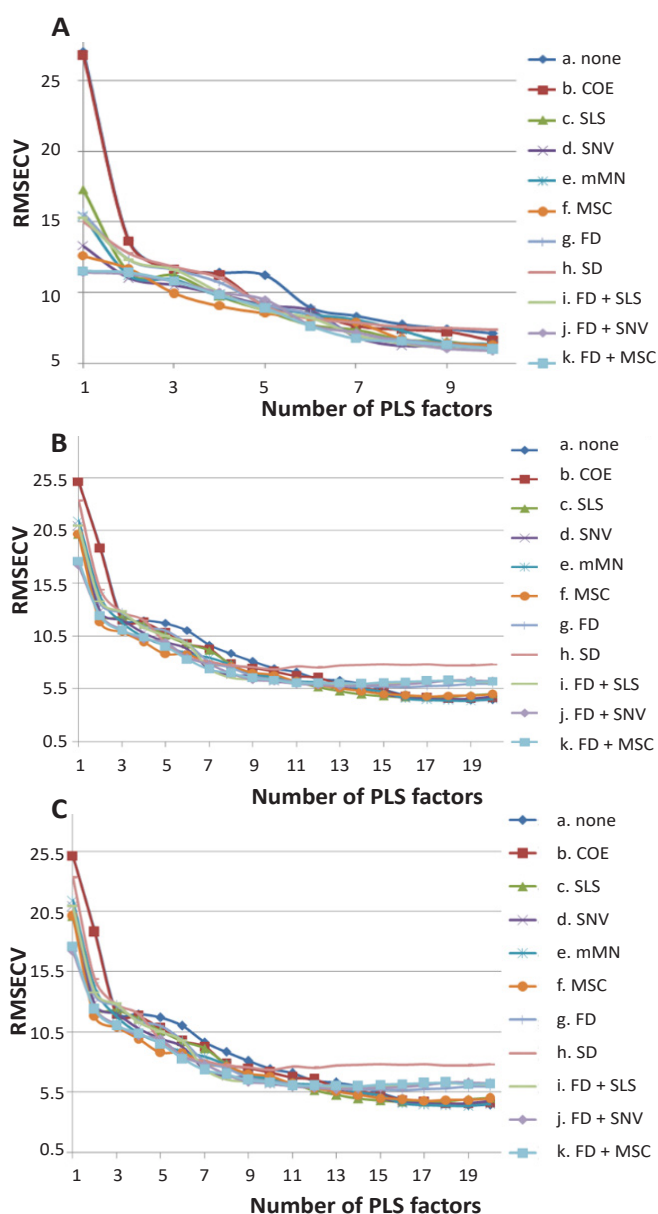 A
RMSECV
25
20
15
10
5
1
3
5
7
9
Number of PLS factors
a. none
b. COE
c. SLS
d. SNV
e. mMN
f. MSC
g. FD
h. SD
i. FD + SLS
j. FD + SNV
k. FD + MSC
B
RMSECV
25.5
20.5
15.5
10.5
5.5
0.5
1
3
5
7
9
11
13
15
17
19
Number of PLS factors
a. none
b. COE
c. SLS
d. SNV
e. mMN
f. MSC
g. FD
h. SD
i. FD + SLS
j. FD + SNV
k. FD + MSC
C
RMSECV
25.5
20.5
15.5
10.5
5.5
0.5
1
3
5
7
9
11
13
15
17
19
Number of PLS factors
a. none
b. COE
c. SLS
d. SNV
e. mMN
f. MSC
g. FD
h. SD
i. FD + SLS
j. FD + SNV
k. FD + MSC